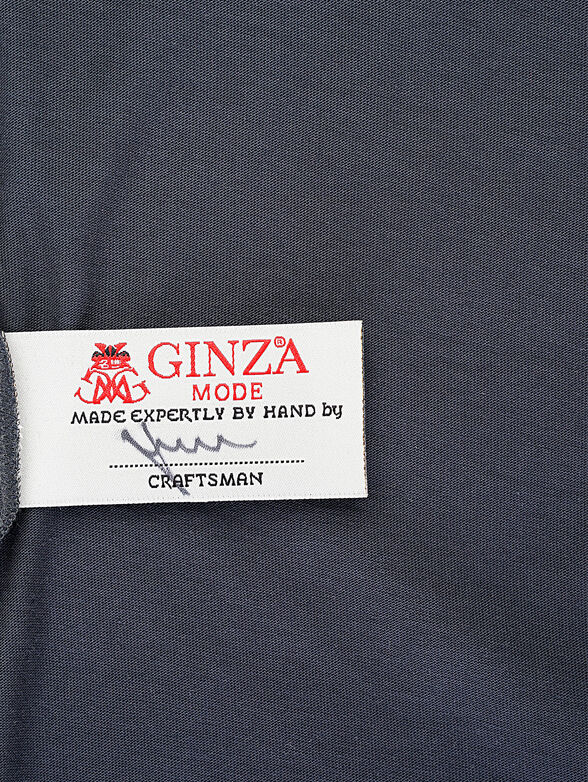 GINZA®
MODE
MADE EXPERTLY BY HAND by
CRAFTSMAN